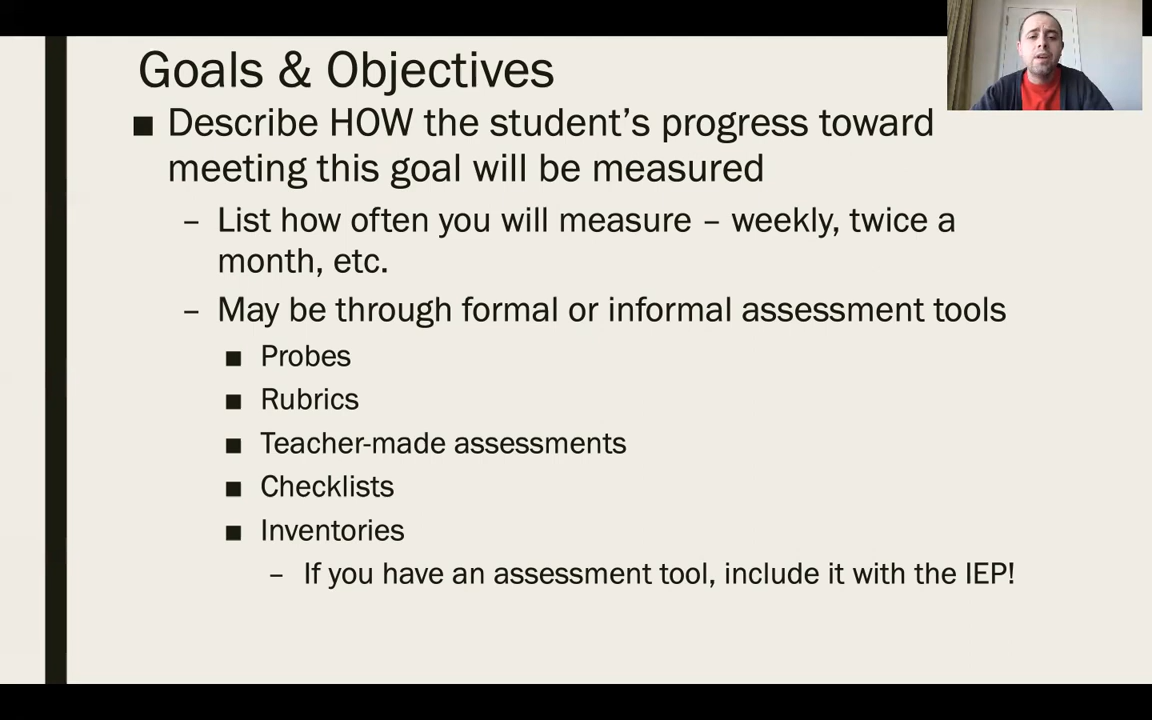 Goals & Objectives
■ Describe HOW the student’s progress toward
meeting this goal will be measured
– List how often you will measure – weekly, twice a
month, etc.
– May be through formal or informal assessment tools
■ Probes
■ Rubrics
■ Teacher-made assessments
■ Checklists
■ Inventories
– If you have an assessment tool, include it with the IEP!